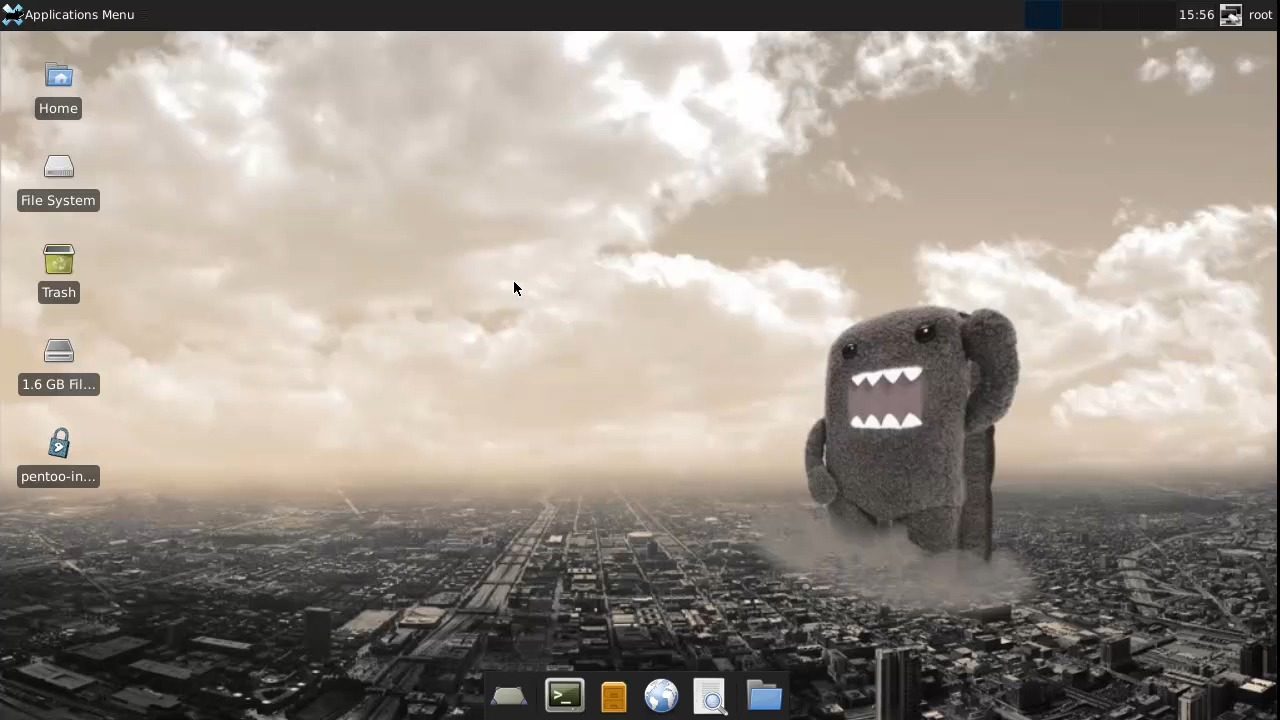 Applications Menu
15:56
root
Home
File System
Trash
1.6 GB Fil...
pentoo-in...